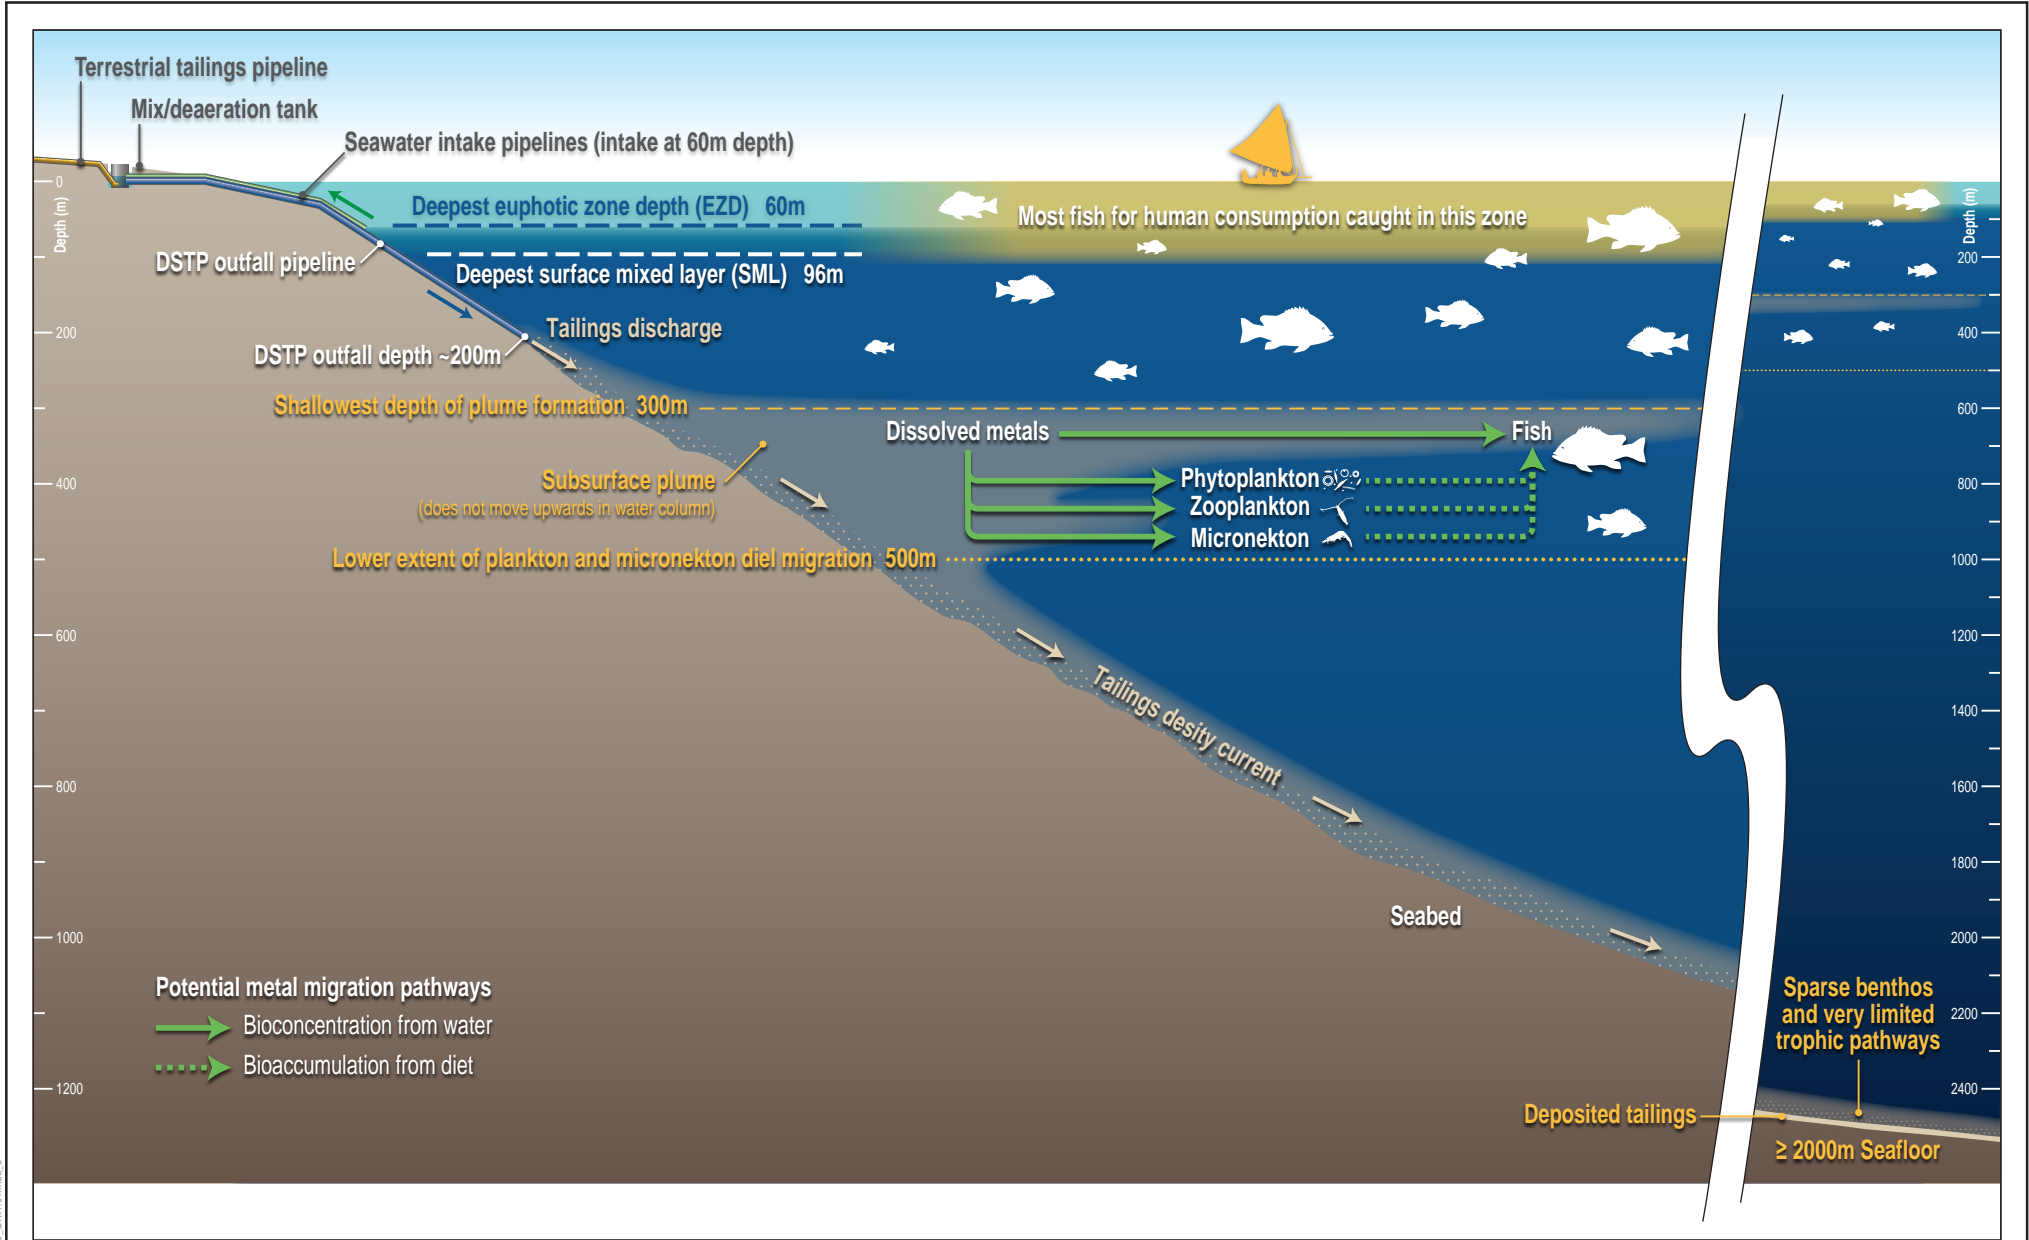 Terrestrial tailings pipeline
Mix/deaeration tank
Seawater intake pipelines (intake at 60m depth)
0
Depth (m)
Deepest euphotic zone depth (EZD) 60m
Most fish for human consumption caught in this zone
Depth (m)
DSTP outfall pipeline
Deepest surface mixed layer (SML) 96m
200
200
Tailings discharge
400
DSTP outfall depth ~200m
Shallowest depth of plume formation 300m
600
Dissolved metals
Fish
Subsurface plume
(does not move upwards in water column)
400
Phytoplankton
800
Zooplankton
Micronekton
Lower extent of plankton and micronekton diel migration 500m
1000
600
1200
Tailings desity current
1400
800
1600
1800
Seabed
1000
2000
Potential metal migration pathways
Bioconcentration from water
Bioaccumulation from diet
Sparse benthos
and very limited
trophic pathways
2200
1200
2400
Deposited tailings
≥ 2000m Seafloor